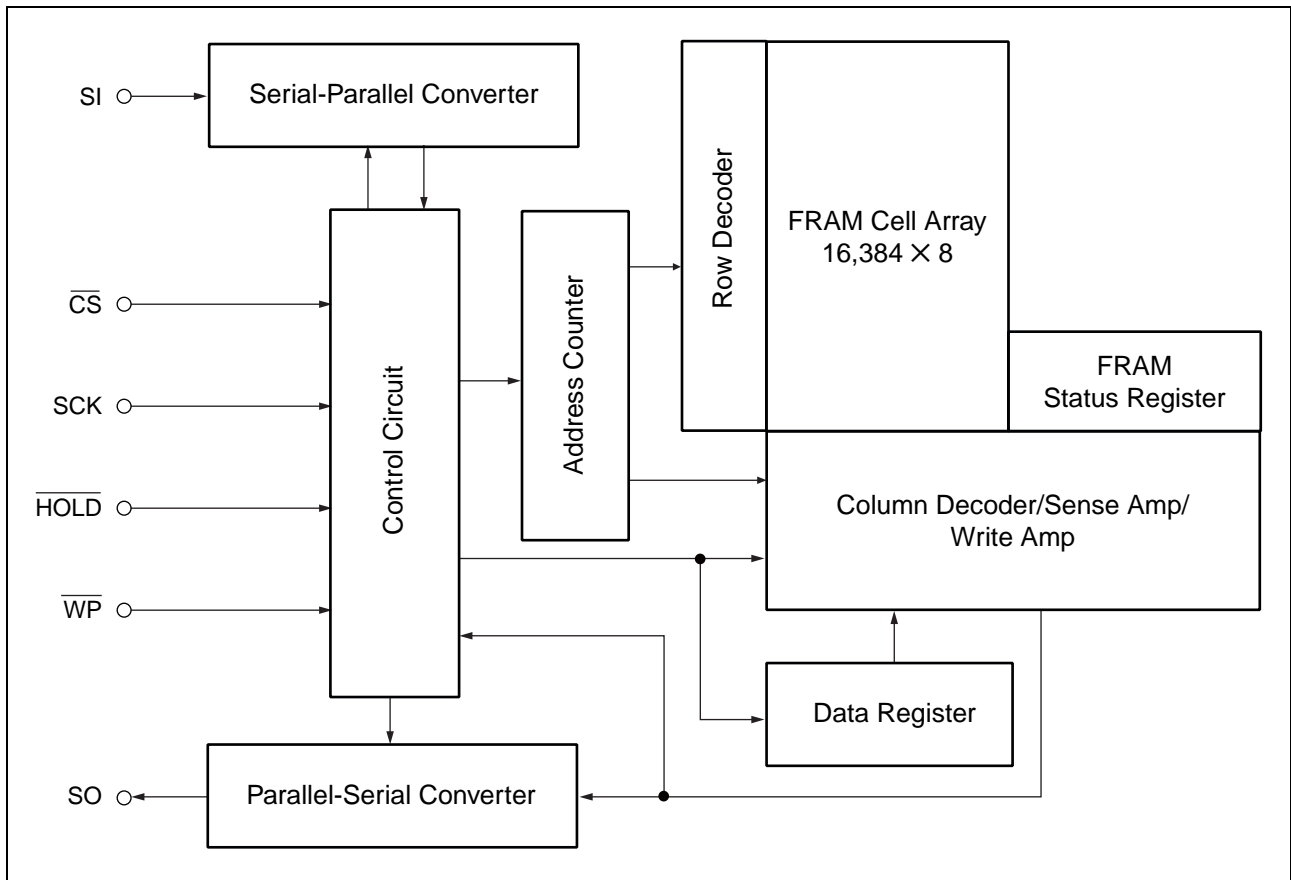 SI
Serial-Parallel Converter
CS
SCK
HOLD
WP
SO
Control Circuit
Address Counter
Row Decoder
FRAM Cell Array
16,384 × 8
FRAM
Status Register
Column Decoder/Sense Amp/
Write Amp
Data Register
Parallel-Serial Converter